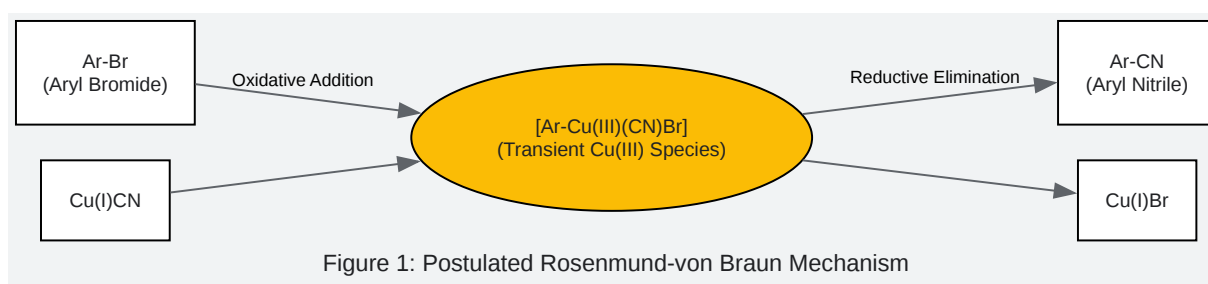 Ar-Br
(Aryl Bromide)
Oxidative Addition
Cu(I)CN
[Ar-Cu(III)(CN)Br]
(Transient Cu(III) Species)
Reductive Elimination
Ar-CN
(Aryl Nitrile)
Cu(I)Br
Figure 1: Postulated Rosenmund-von Braun Mechanism